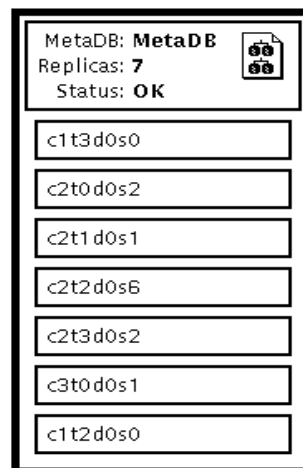 MetaDB: MetaDB
Replicas: 7
Status: OK
c1t3d0s0
c2t0d0s2
c2t1d0s1
c2t2d0s6
c2t3d0s2
c3t0d0s1
c1t2d0s0